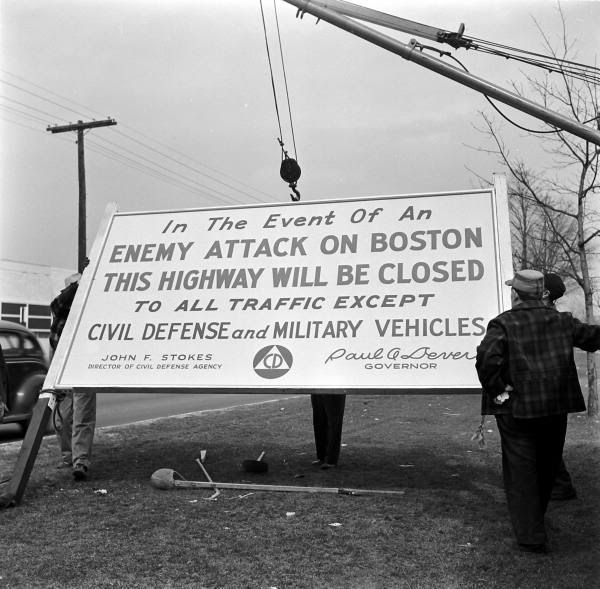 In The Event Of An
ENEMY ATTACK ON BOSTON
THIS HIGHWAY WILL BE CLOSED
TO ALL TRAFFIC EXCEPT
CIVIL DEFENSE and MILITARY VEHICLES
JOHN F. STOKES
DIRECTOR OF CIVIL DEFENSE AGENCY
CD
Paul A Dever
GOVERNOR